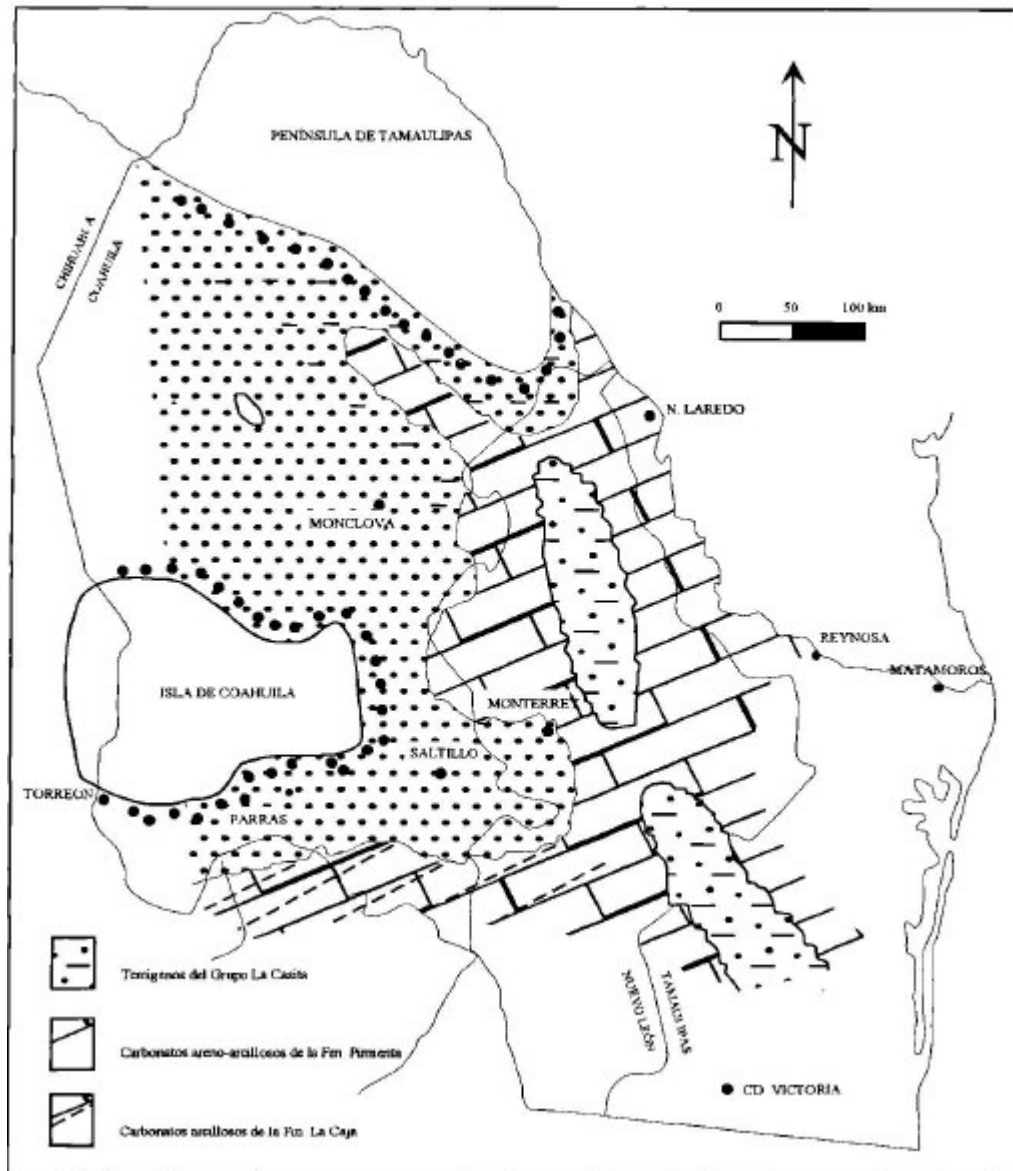 PENÍNSULA DE TAMAULIPAS
N
CHIHUAHUA
COAHUILA
0 50 100 km
N. LAREDO
MONCLOVA
REYNOSA
MATAMOROS
ISLA DE COAHUILA
MONTERREY
SALTILLO
TORREON
PARRAS
Terrígenos del Grupo La Casita
NUEVO LEÓN
TAMAULIPAS
Carbonatos areno-arcillosos de la Fm Pimienta
CD VICTORIA
Carbonatos arcillosos de la Fm La Caja